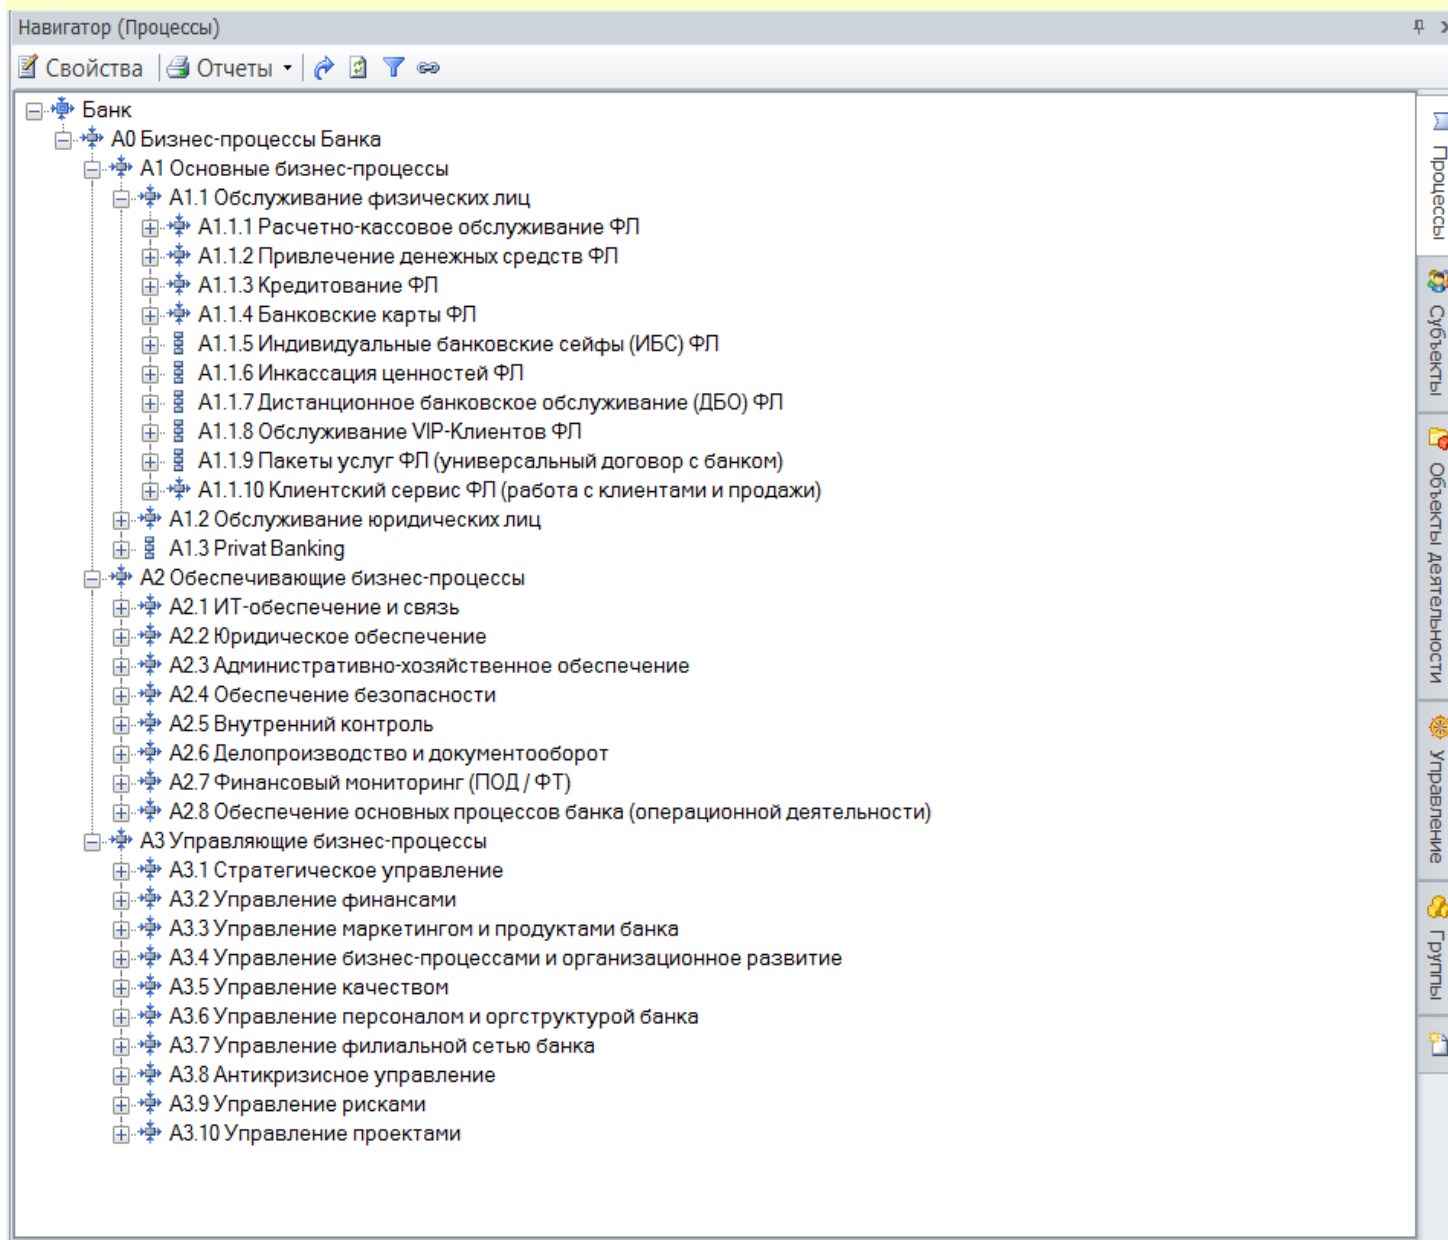 Навигатор (Процессы)
Свойства Отчеты
Банк
А0 Бизнес-процессы Банка
А1 Основные бизнес-процессы
А1.1 Обслуживание физических лиц
А1.1.1 Расчетно-кассовое обслуживание ФЛ
А1.1.2 Привлечение денежных средств ФЛ
А1.1.3 Кредитование ФЛ
А1.1.4 Банковские карты ФЛ
А1.1.5 Индивидуальные банковские сейфы (ИБС) ФЛ
А1.1.6 Инкассация ценностей ФЛ
А1.1.7 Дистанционное банковское обслуживание (ДБО) ФЛ
А1.1.8 Обслуживание VIP-Клиентов ФЛ
А1.1.9 Пакеты услуг ФЛ (универсальный договор с банком)
А1.1.10 Клиентский сервис ФЛ (работа с клиентами и продажи)
А1.2 Обслуживание юридических лиц
А1.3 Privat Banking
А2 Обеспечивающие бизнес-процессы
А2.1 ИТ-обеспечение и связь
А2.2 Юридическое обеспечение
А2.3 Административно-хозяйственное обеспечение
А2.4 Обеспечение безопасности
А2.5 Внутренний контроль
А2.6 Делопроизводство и документооборот
А2.7 Финансовый мониторинг (ПОД / ФТ)
А2.8 Обеспечение основных процессов банка (операционной деятельности)
А3 Управляющие бизнес-процессы
А3.1 Стратегическое управление
А3.2 Управление финансами
А3.3 Управление маркетингом и продуктами банка
А3.4 Управление бизнес-процессами и организационное развитие
А3.5 Управление качеством
А3.6 Управление персоналом и оргструктурой банка
А3.7 Управление филиальной сетью банка
А3.8 Антикризисное управление
А3.9 Управление рисками
А3.10 Управление проектами
Процессы
Субъекты
Объекты деятельности
Управление
Группы